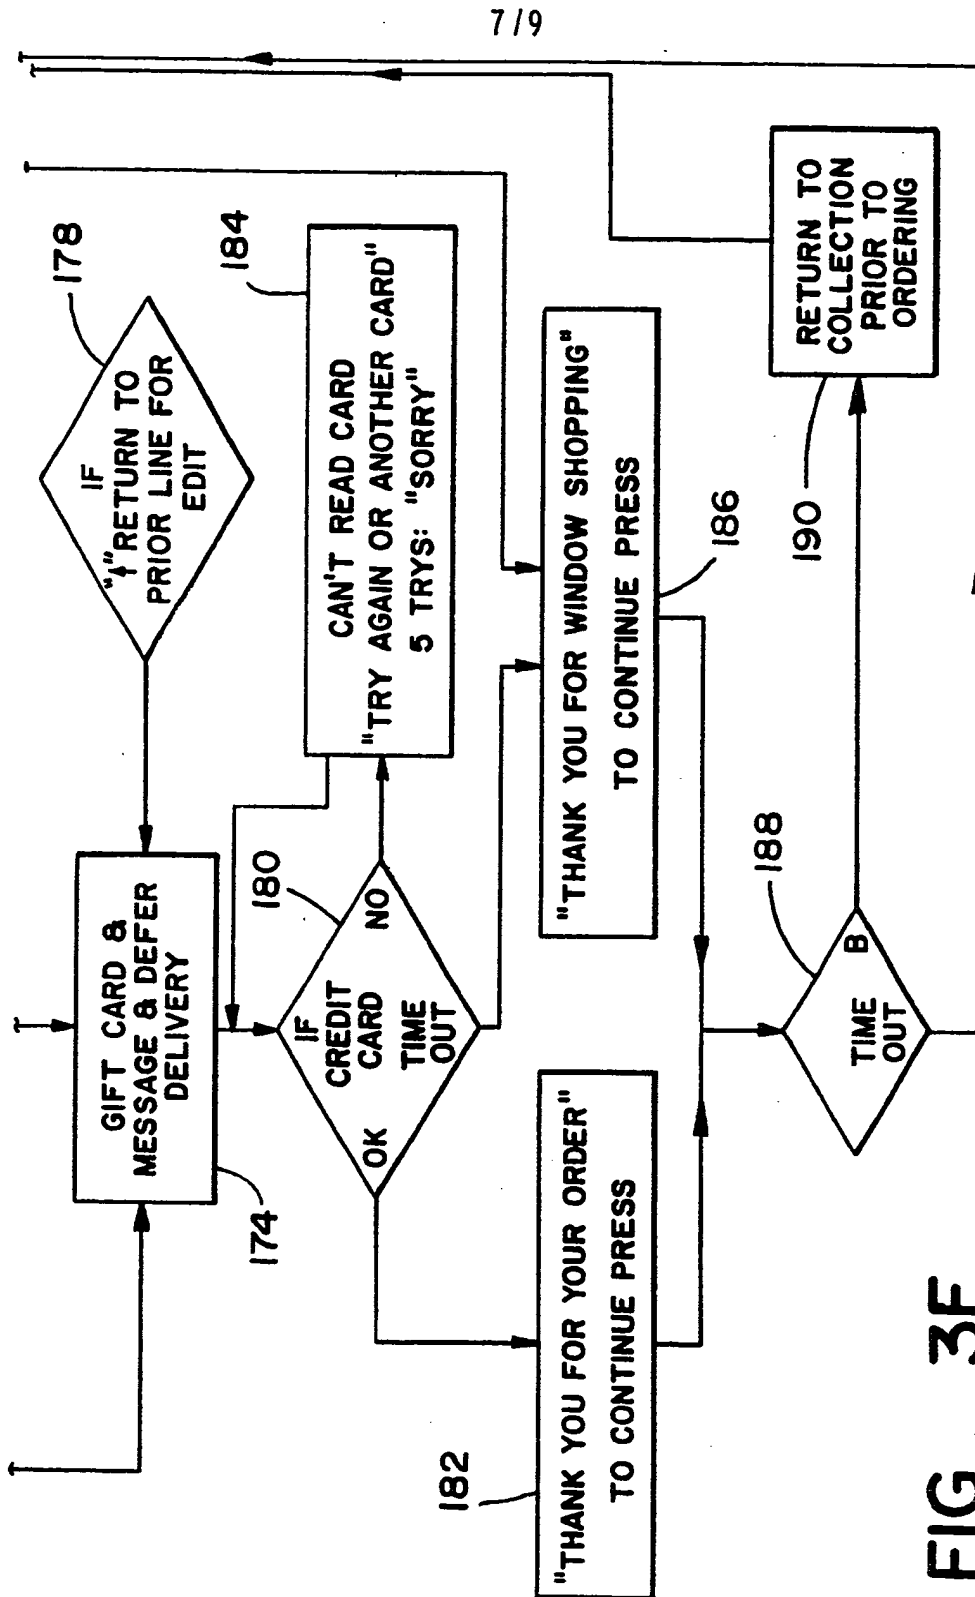 7/9
"↑" IF RETURN TO
PRIOR LINE FOR
EDIT
178
GIFT CARD &
MESSAGE & DEFER
DELIVERY
174
IF
CREDIT
CARD
TIME
OUT
OK
NO
180
CAN'T READ CARD
"TRY AGAIN OR ANOTHER CARD"
5 TRYS: "SORRY"
184
"THANK YOU FOR YOUR ORDER"
TO CONTINUE PRESS
182
"THANK YOU FOR WINDOW SHOPPING"
TO CONTINUE PRESS
186
TIME
OUT
B
188
RETURN TO
COLLECTION
PRIOR TO
ORDERING
190
FIG